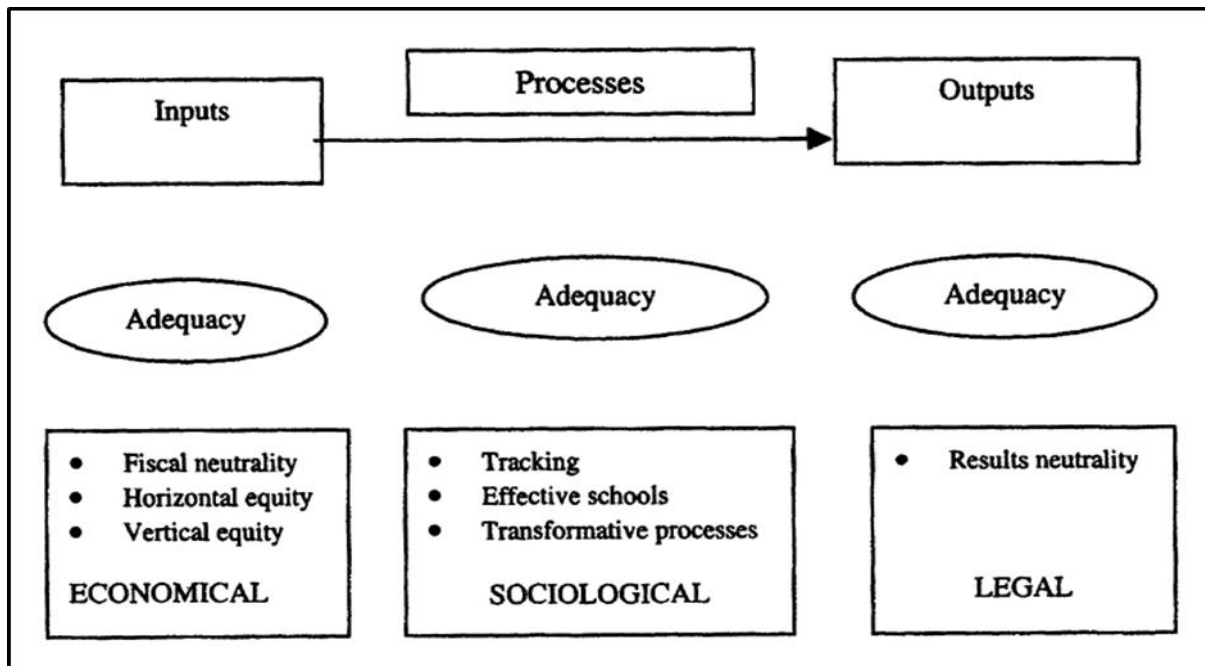 Inputs
Processes
Outputs
Adequacy
Adequacy
Adequacy
• Fiscal neutrality
• Horizontal equity
• Vertical equity
ECONOMICAL
• Tracking
• Effective schools
• Transformative processes
SOCIOLOGICAL
• Results neutrality
LEGAL